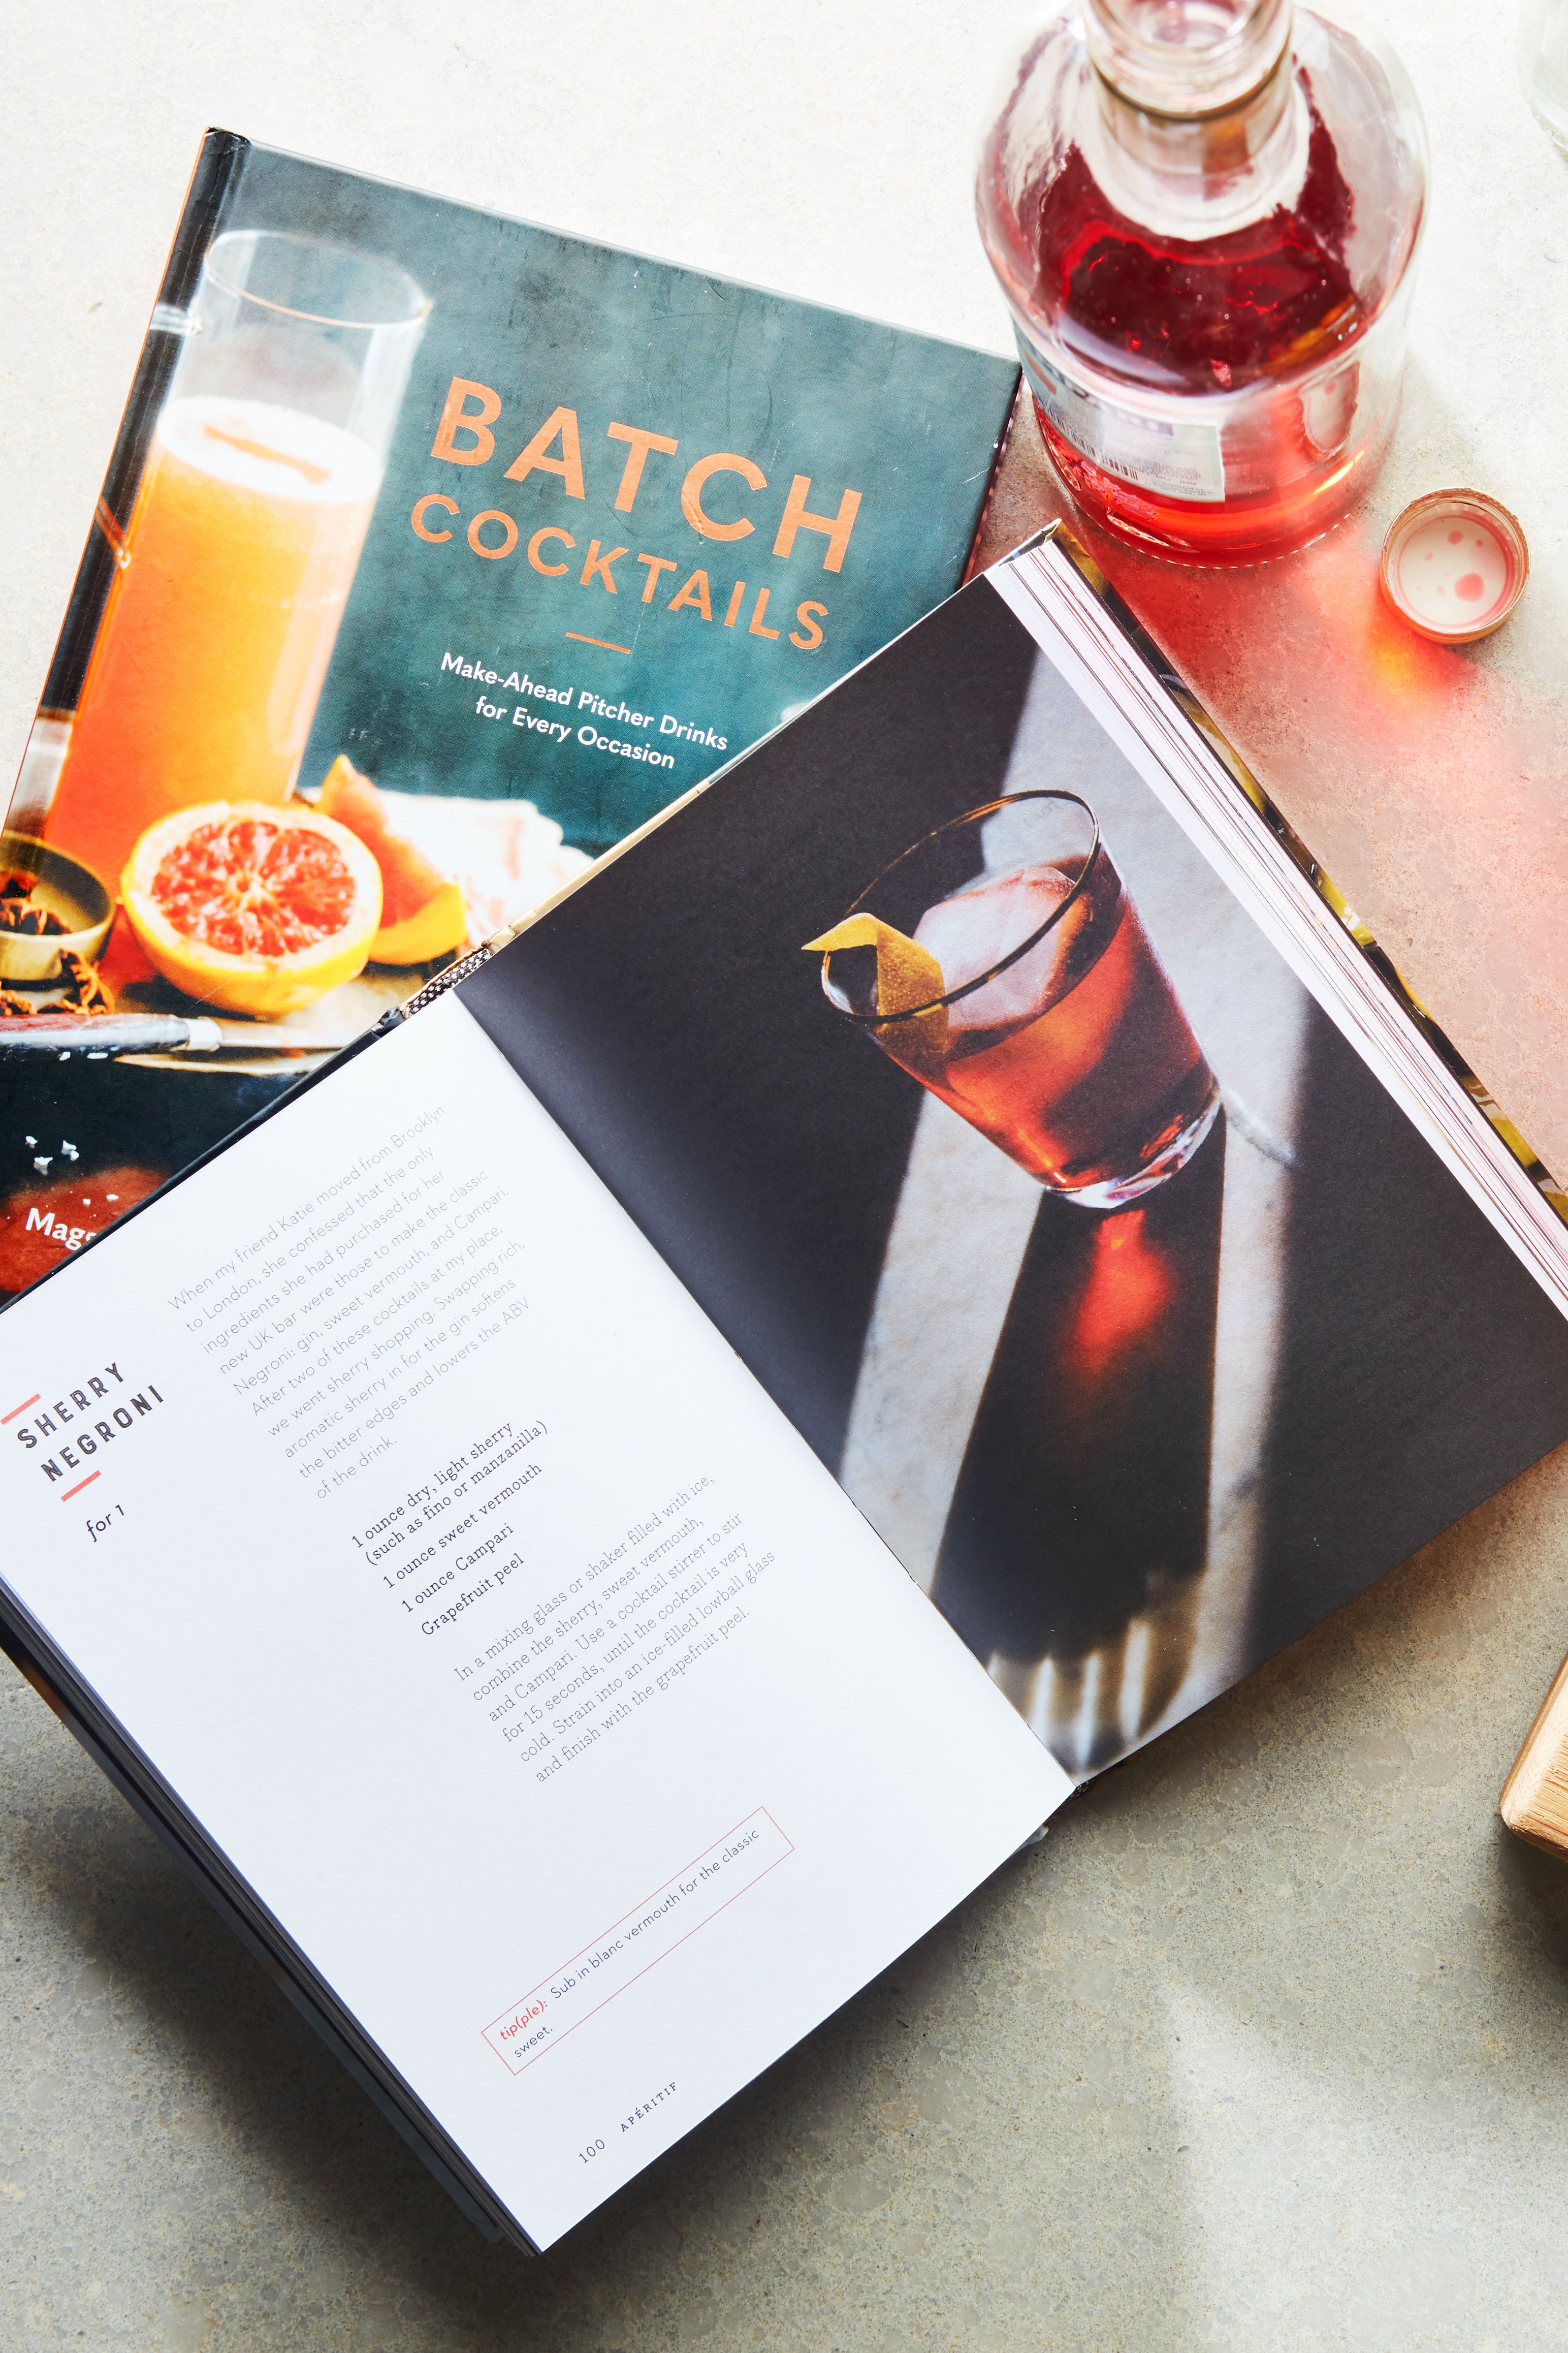 BATCH
COCKTAILS
Make-Ahead Pitcher Drinks
for Every Occasion
SHERRY
NEGRONI
for 1
When my friend Katie moved from Brooklyn
to London, she confessed that the only
ingredients she had purchased for her
new UK bar were those to make the classic
Negroni: gin, sweet vermouth, and Campari.
After two of these cocktails at my place,
we went sherry shopping. Swapping rich,
aromatic sherry in for the gin softens
the bitter edges and lowers the ABV
of the drink.
1 ounce dry, light sherry
(such as fino or manzanilla)
1 ounce sweet vermouth
1 ounce Campari
Grapefruit peel
In a mixing glass or shaker filled with ice,
combine the sherry, sweet vermouth,
and Campari. Use a cocktail stirrer to stir
for 15 seconds, until the cocktail is very
cold. Strain into an ice-filled lowball glass
and finish with the grapefruit peel.
tip(ple): Sub in blanc vermouth for the classic
sweet.
100 APÉRITIF